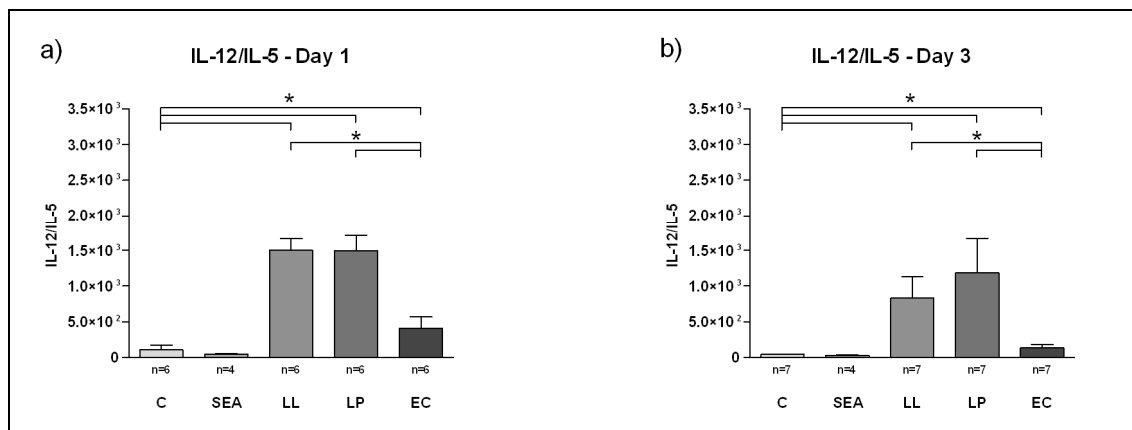 a)
IL-12/IL-5 - Day 1
*
*
3.5×10³
3.0×10³
2.5×10³
2.0×10³
1.5×10³
1.0×10³
5.0×10²
0
IL-12/IL-5
n=6 n=4 n=6 n=6 n=6
C SEA LL LP EC
b)
IL-12/IL-5 - Day 3
*
*
3.5×10³
3.0×10³
2.5×10³
2.0×10³
1.5×10³
1.0×10³
5.0×10²
0
IL-12/IL-5
n=7 n=4 n=7 n=7 n=7
C SEA LL LP EC